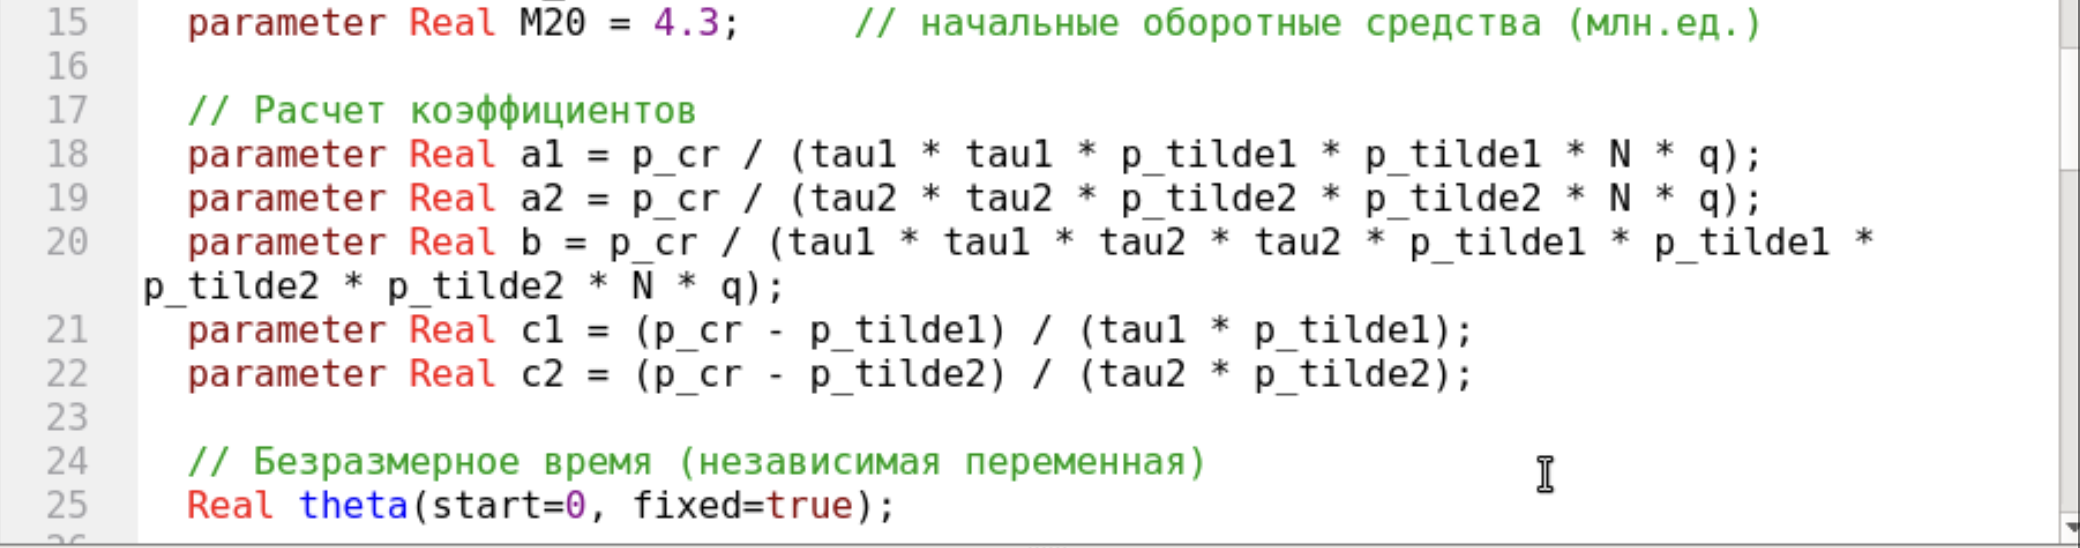 15 parameter Real M20 = 4.3; // начальные оборотные средства (млн.ед.)
16
17 // Расчет коэффициентов
18 parameter Real a1 = p_cr / (tau1 * tau1 * p_tilde1 * p_tilde1 * N * q);
19 parameter Real a2 = p_cr / (tau2 * tau2 * p_tilde2 * p_tilde2 * N * q);
20 parameter Real b = p_cr / (tau1 * tau1 * tau2 * tau2 * p_tilde1 * p_tilde1 *
p_tilde2 * p_tilde2 * N * q);
21 parameter Real c1 = (p_cr - p_tilde1) / (tau1 * p_tilde1);
22 parameter Real c2 = (p_cr - p_tilde2) / (tau2 * p_tilde2);
23
24 // Безразмерное время (независимая переменная)
25 Real theta(start=0, fixed=true);